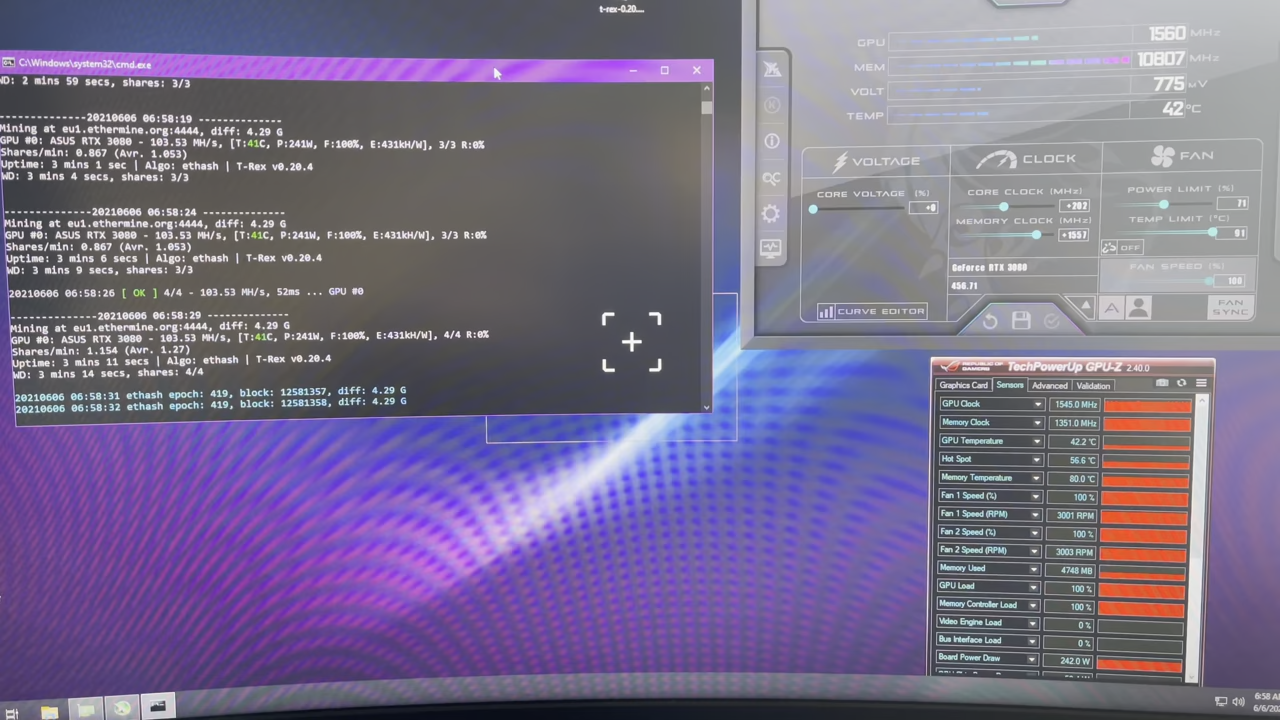 t-rex-0.20....
C:\Windows\system32\cmd.exe
WD: 2 mins 59 secs, shares: 3/3
--------------20210606 06:58:19 --------------
Mining at eu1.ethermine.org:4444, diff: 4.29 G
GPU #0: ASUS RTX 3080 - 103.53 MH/s, [T:41C, P:241W, F:100%, E:431kH/W], 3/3 R:0%
Shares/min: 0.867 (Avr. 1.053)
Uptime: 3 mins 1 sec | Algo: ethash | T-Rex v0.20.4
WD: 3 mins 4 secs, shares: 3/3
--------------20210606 06:58:24 --------------
Mining at eu1.ethermine.org:4444, diff: 4.29 G
GPU #0: ASUS RTX 3080 - 103.53 MH/s, [T:41C, P:241W, F:100%, E:431kH/W], 3/3 R:0%
Shares/min: 0.867 (Avr. 1.053)
Uptime: 3 mins 6 secs | Algo: ethash | T-Rex v0.20.4
WD: 3 mins 9 secs, shares: 3/3
20210606 06:58:26 [ OK ] 4/4 - 103.53 MH/s, 52ms ... GPU #0
--------------20210606 06:58:29 --------------
Mining at eu1.ethermine.org:4444, diff: 4.29 G
GPU #0: ASUS RTX 3080 - 103.53 MH/s, [T:41C, P:241W, F:100%, E:431kH/W], 4/4 R:0%
Shares/min: 1.154 (Avr. 1.27)
Uptime: 3 mins 11 secs | Algo: ethash | T-Rex v0.20.4
WD: 3 mins 14 secs, shares: 4/4
20210606 06:58:31 ethash epoch: 419, block: 12581357, diff: 4.29 G
20210606 06:58:32 ethash epoch: 419, block: 12581358, diff: 4.29 G
GPU 1560 MHz
MEM 10807 MHz
VOLT 775 mV
TEMP 42 °C
VOLTAGE
CORE VOLTAGE (%)
+0
CLOCK
CORE CLOCK (MHz)
+202
MEMORY CLOCK (MHz)
+1557
FAN
POWER LIMIT (%)
71
TEMP LIMIT (°C)
91
OFF
GeForce RTX 3080
456.71
FAN SPEED (%)
100
CURVE EDITOR
A
FAN SYNC
REPUBLIC OF GAMERS
TechPowerUp GPU-Z 2.40.0
Graphics Card Sensors Advanced Validation
GPU Clock 1545.0 MHz
Memory Clock 1351.0 MHz
GPU Temperature 42.2 °C
Hot Spot 56.6 °C
Memory Temperature 80.0 °C
Fan 1 Speed (%) 100 %
Fan 1 Speed (RPM) 3001 RPM
Fan 2 Speed (%) 100 %
Fan 2 Speed (RPM) 3003 RPM
Memory Used 4748 MB
GPU Load 100 %
Memory Controller Load 100 %
Video Engine Load 0 %
Bus Interface Load 0 %
Board Power Draw 242.0 W
6:58 A